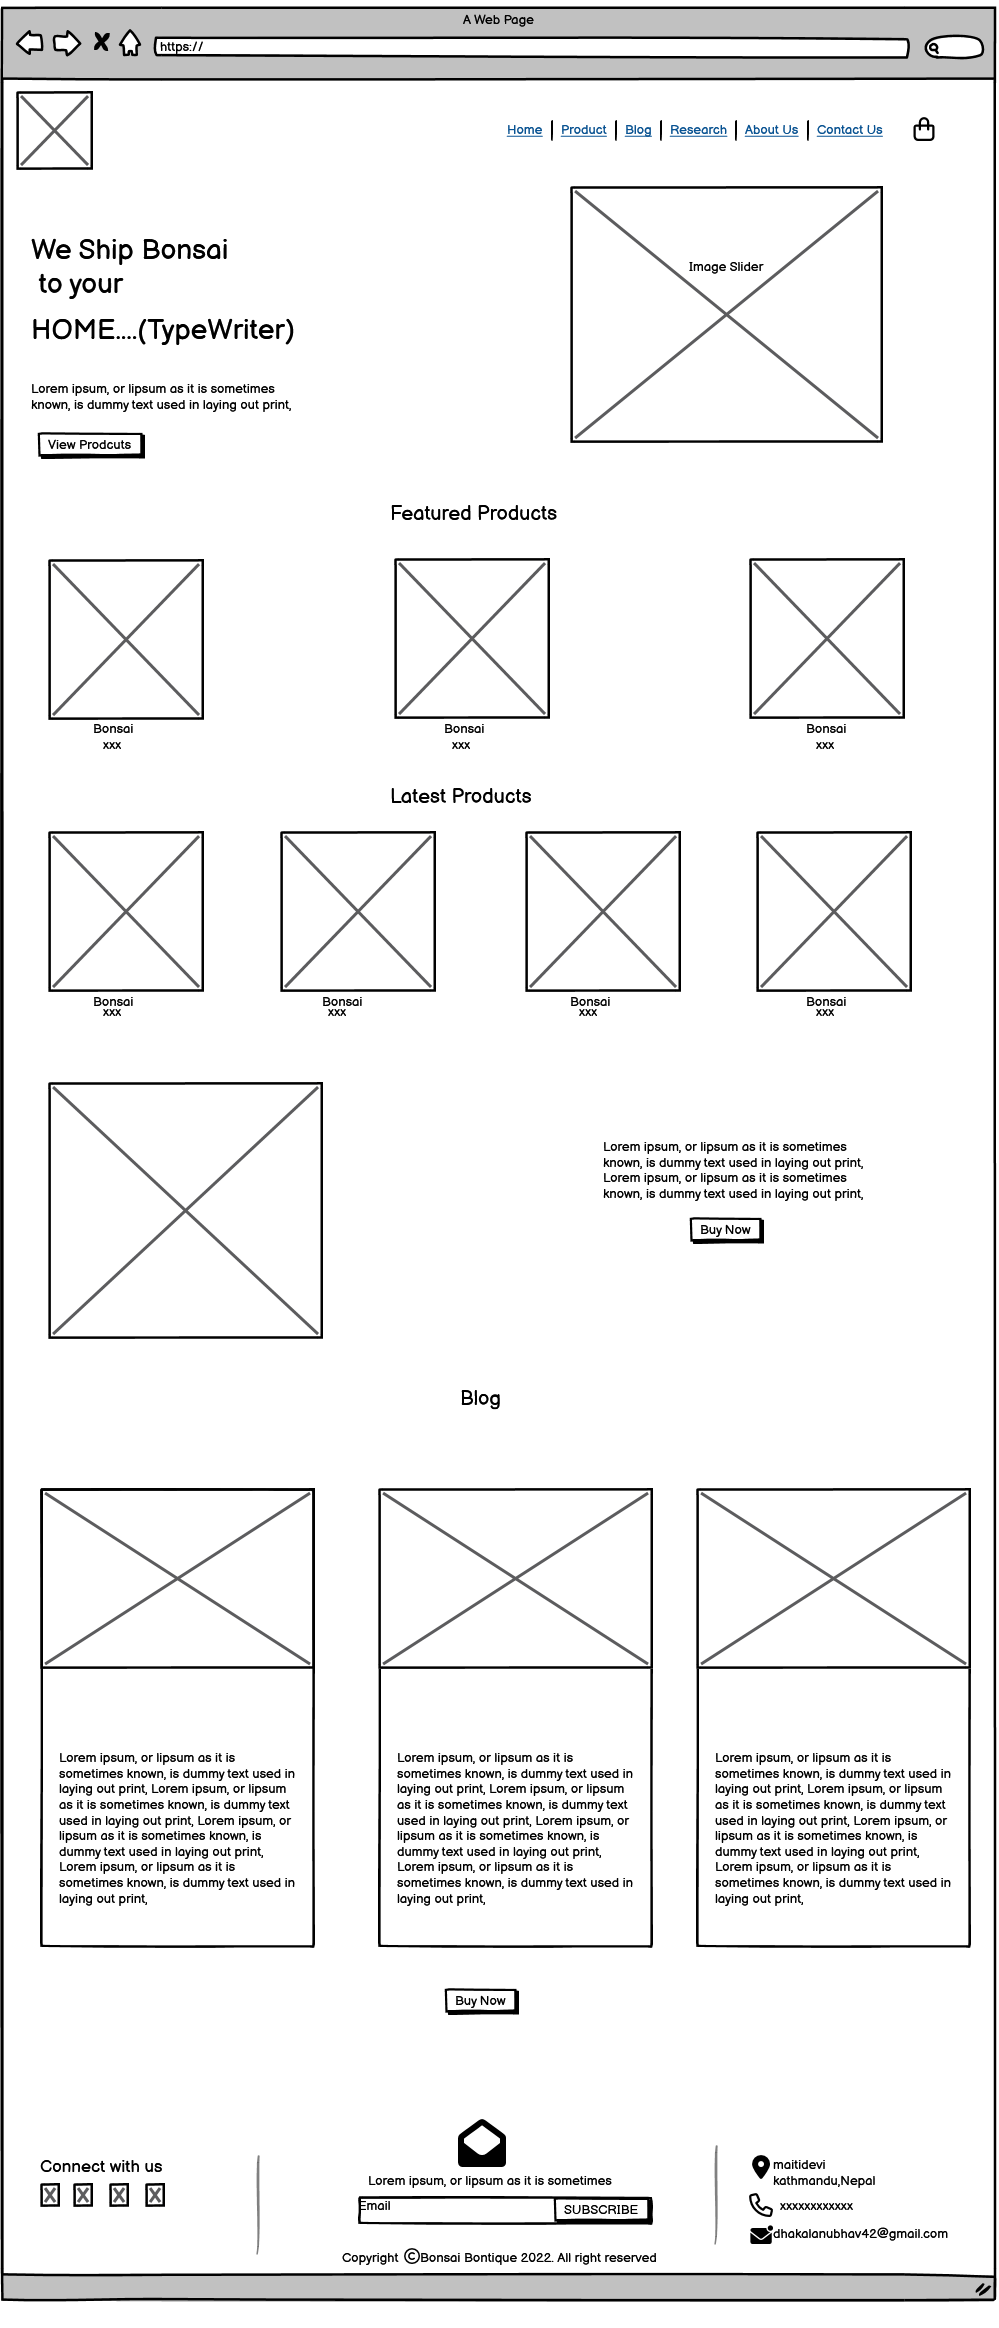 A Web Page
https://
Home | Product | Blog | Research | About Us | Contact Us
We Ship Bonsai
to your
HOME....(TypeWriter)
Image Slider
Lorem ipsum, or lipsum as it is sometimes
known, is dummy text used in laying out print,
View Prodcuts
Featured Products
Bonsai
xxx
Bonsai
xxx
Bonsai
xxx
Latest Products
Bonsai
xxx
Bonsai
xxx
Bonsai
xxx
Bonsai
xxx
Lorem ipsum, or lipsum as it is sometimes
known, is dummy text used in laying out print,
Lorem ipsum, or lipsum as it is sometimes
known, is dummy text used in laying out print,
Buy Now
Blog
Lorem ipsum, or lipsum as it is
sometimes known, is dummy text used in
laying out print, Lorem ipsum, or lipsum
as it is sometimes known, is dummy text
used in laying out print, Lorem ipsum, or
lipsum as it is sometimes known, is
dummy text used in laying out print,
Lorem ipsum, or lipsum as it is
sometimes known, is dummy text used in
laying out print,
Lorem ipsum, or lipsum as it is
sometimes known, is dummy text used in
laying out print, Lorem ipsum, or lipsum
as it is sometimes known, is dummy text
used in laying out print, Lorem ipsum, or
lipsum as it is sometimes known, is
dummy text used in laying out print,
Lorem ipsum, or lipsum as it is
sometimes known, is dummy text used in
laying out print,
Lorem ipsum, or lipsum as it is
sometimes known, is dummy text used in
laying out print, Lorem ipsum, or lipsum
as it is sometimes known, is dummy text
used in laying out print, Lorem ipsum, or
lipsum as it is sometimes known, is
dummy text used in laying out print,
Lorem ipsum, or lipsum as it is
sometimes known, is dummy text used in
laying out print,
Buy Now
Connect with us
Lorem ipsum, or lipsum as it is sometimes
Email
SUBSCRIBE
Copyright ©Bonsai Bontique 2022. All right reserved
maitidevi
kathmandu,Nepal
xxxxxxxxxxxx
dhakalanubhav42@gmail.com